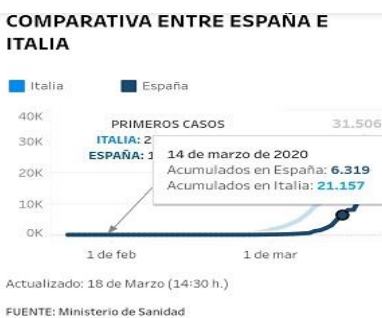 COMPARATIVA ENTRE ESPAÑA E
ITALIA
Italia España
40K
PRIMEROS CASOS 31.506
30K
ITALIA: 2
ESPAÑA: 1
14 de marzo de 2020
Acumulados en España: 6.319
Acumulados en Italia: 21.157
20K
10K
0K
1 de feb 1 de mar
Actualizado: 18 de Marzo (14:30 h.)
FUENTE: Ministerio de Sanidad